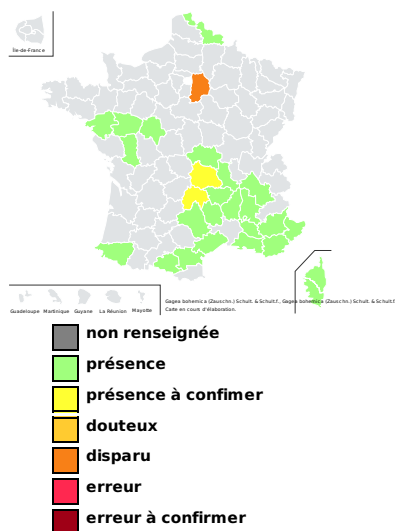 Île-de-France
Guadeloupe Martinique Guyane La Réunion Mayotte
Gagea bohemica (Zauschn.) Schult. & Schult.f., Gagea bohemica (Zauschn.) Schult. & Schult.f
Carte en cours d'élaboration.
non renseignée
présence
présence à confimer
douteux
disparu
erreur
erreur à confirmer